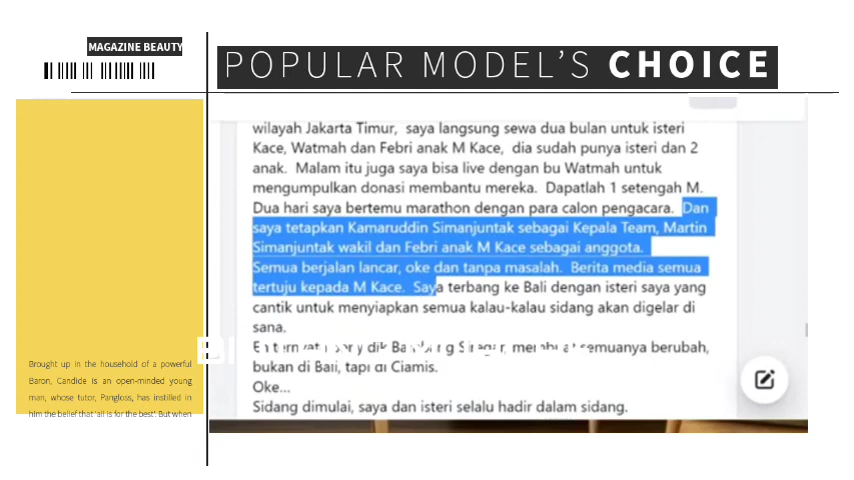 MAGAZINE BEAUTY
POPULAR MODEL'S CHOICE
wilayah Jakarta Timur, saya langsung sewa dua bulan untuk isteri
Kace, Watmah dan Febri anak M Kace, dia sudah punya isteri dan 2
anak. Malam itu juga saya bisa live dengan bu Watmah untuk
mengumpulkan donasi membantu mereka. Dapatlah 1 setengah M.
Dua hari saya bertemu marathon dengan para calon pengacara. Dan
saya tetapkan Kamaruddin Simanjuntak sebagai Kepala Team, Martin
Simanjuntak wakil dan Febri anak M Kace sebagai anggota.
Semua berjalan lancar, oke dan tanpa masalah. Berita media semua
tertuju kepada M Kace. Saya terbang ke Bali dengan isteri saya yang
cantik untuk menyiapkan semua kalau-kalau sidang akan digelar di
sana.
semuanya berubah,
bukan di Bali, tapi di Ciamis.
Oke...
Sidang dimulai, saya dan isteri selalu hadir dalam sidang.
Brought up in the household of a powerful
Baron, Candide is an open-minded young
man, whose tutor, Pangloss, has instilled in
him the belief that 'all is for the best'. But when